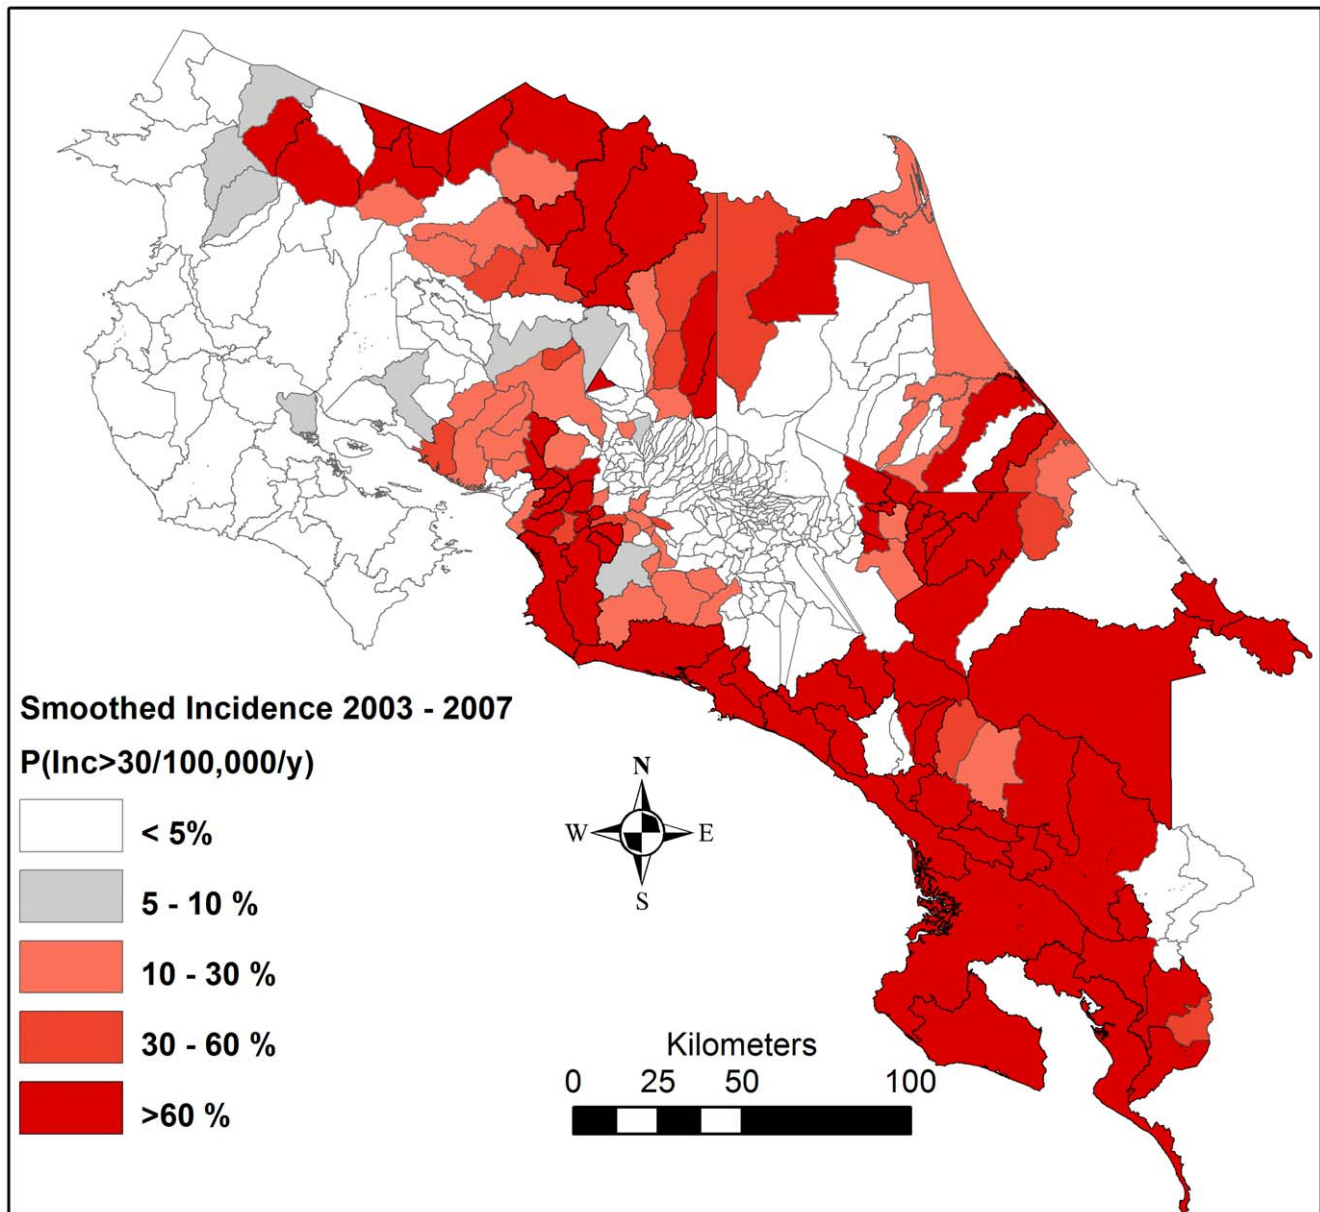 Smoothed Incidence 2003 - 2007
P(Inc>30/100,000/y)
< 5%
5 - 10 %
10 - 30 %
30 - 60 %
>60 %
N
W E
S
Kilometers
0 25 50 100